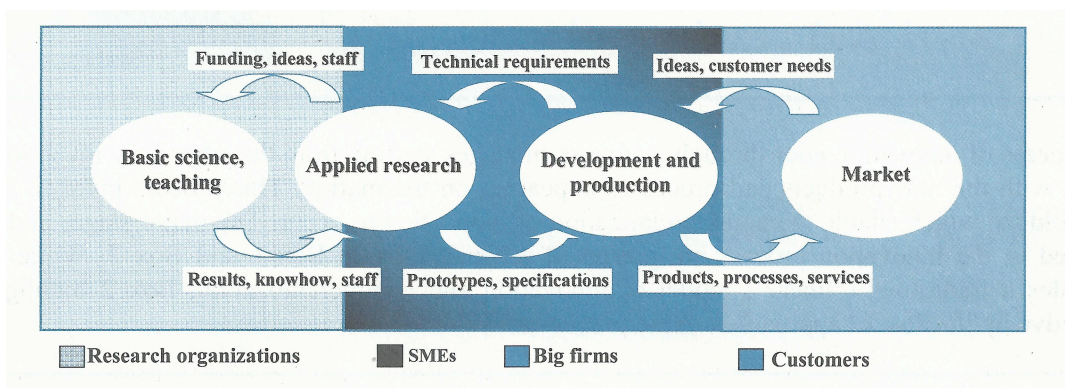 Funding, ideas, staff
Technical requirements
Ideas, customer needs
Basic science,
teaching
Applied research
Development and
production
Market
Results, knowhow, staff
Prototypes, specifications
Products, processes, services
Research organizations
SMEs
Big firms
Customers